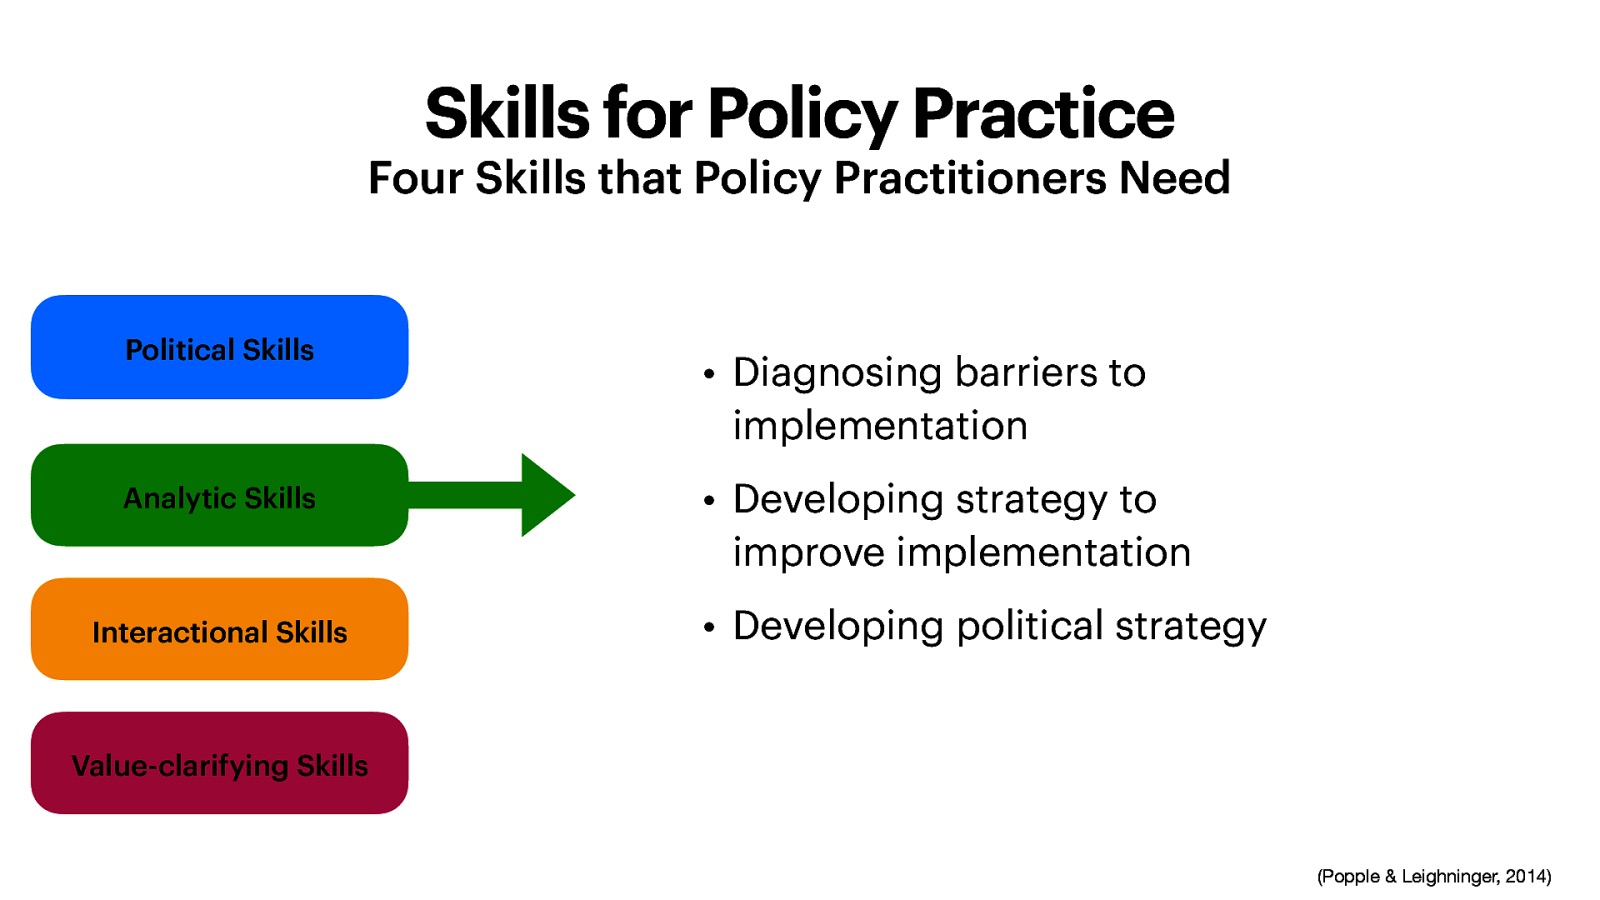 Skills for Policy Practice
Four Skills that Policy Practitioners Need
Political Skills
Analytic Skills
Interactional Skills
Value-clarifying Skills
• Diagnosing barriers to
implementation
• Developing strategy to
improve implementation
• Developing political strategy
(Popple & Leighninger, 2014)